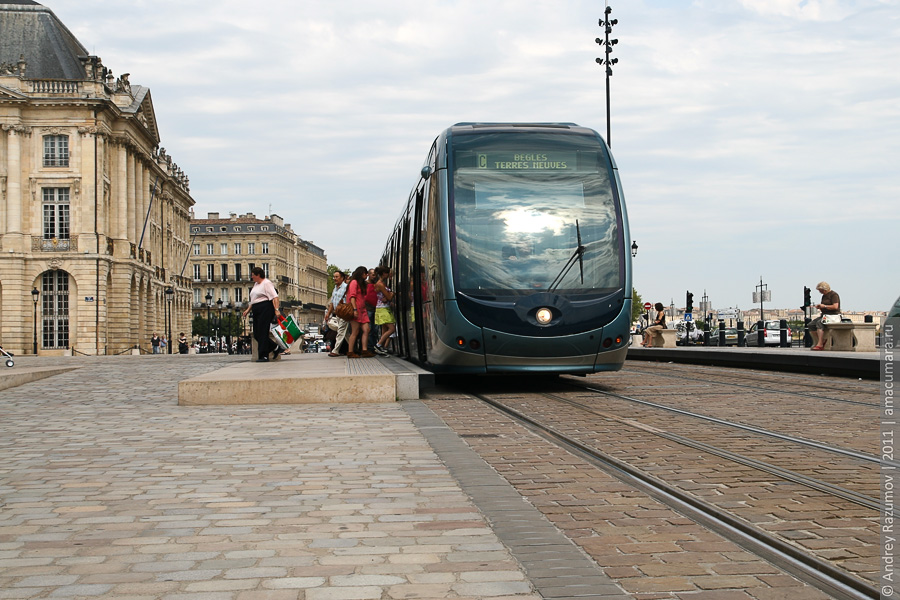 C BEGLES
TERRES NEUVES
© Andrey Razumov | 2011 | amacumara.ru